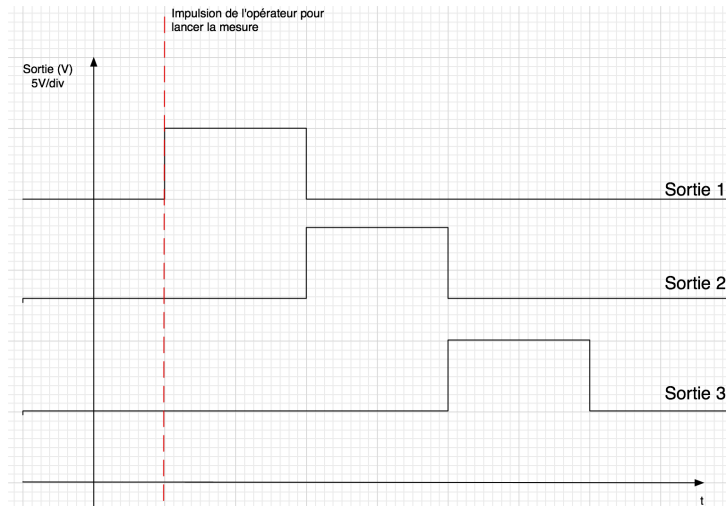 Impulsion de l'opérateur pour
lancer la mesure
Sortie (V)
5V/div
Sortie 1
Sortie 2
Sortie 3
t